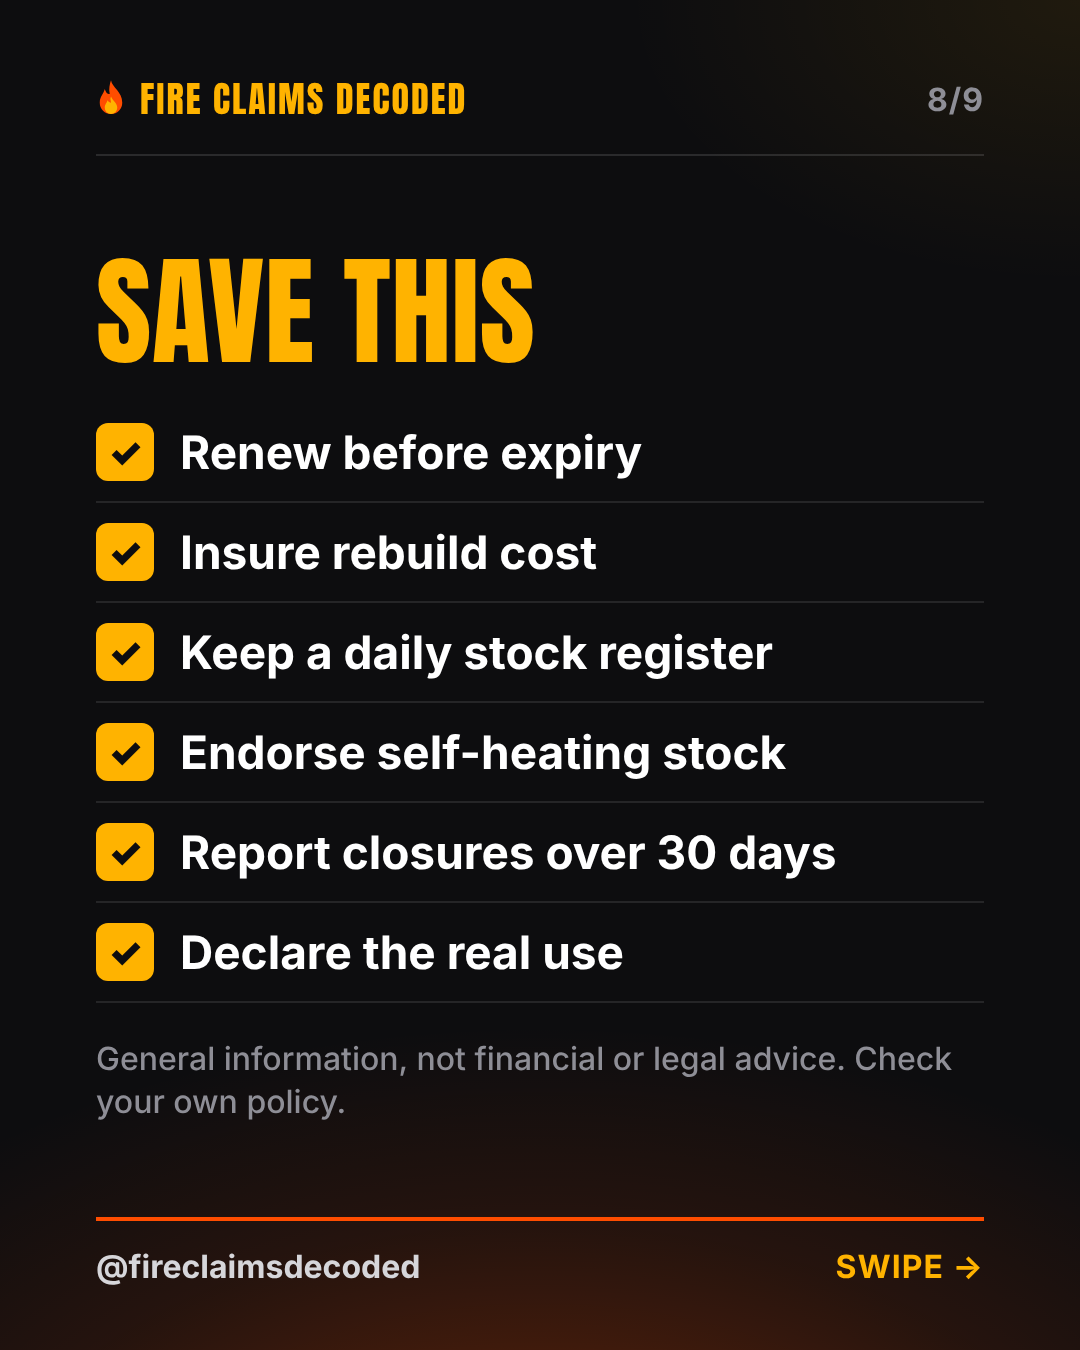 FIRE CLAIMS DECODED
8/9
SAVE THIS
Renew before expiry
Insure rebuild cost
Keep a daily stock register
Endorse self-heating stock
Report closures over 30 days
Declare the real use
General information, not financial or legal advice. Check
your own policy.
@fireclaimsdecoded
SWIPE →